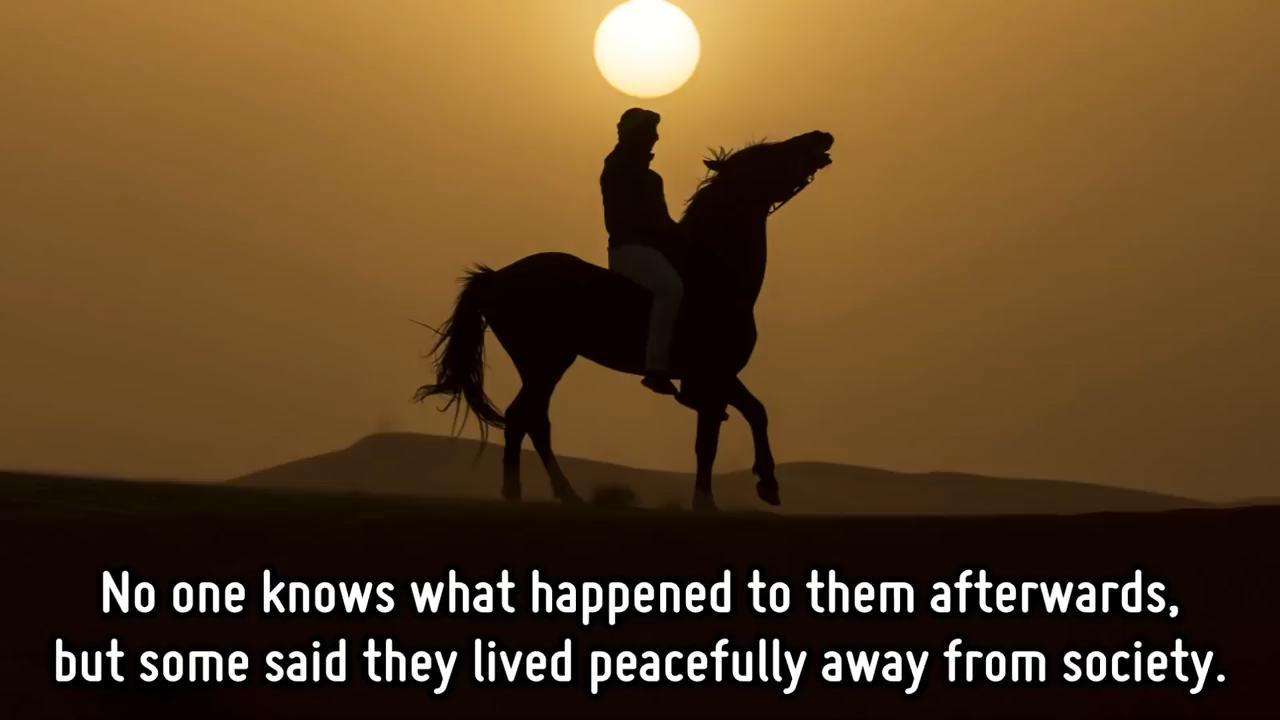 No one knows what happened to them afterwards,
but some said they lived peacefully away from society.